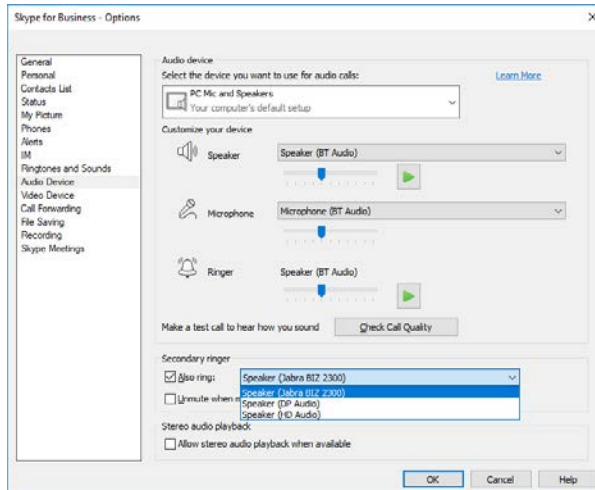 Skype for Business - Options
General
Personal
Contacts List
Status
My Picture
Phones
Alerts
IM
Ringtones and Sounds
Audio Device
Video Device
Call Forwarding
File Saving
Recording
Skype Meetings
Audio device
Select the device you want to use for audio calls:
Learn More
PC Mic and Speakers
Your computer's default setup
Customize your device
Speaker
Speaker (BT Audio)
Microphone
Microphone (BT Audio)
Ringer
Speaker (BT Audio)
Make a test call to hear how you sound
Check Call Quality
Secondary ringer
Also ring:
Speaker (Jabra BIZ 2300)
Speaker (Jabra BIZ 2300)
Unmute when
Speaker (DP Audio)
Speaker (HD Audio)
Stereo audio playback
Allow stereo audio playback when available
OK
Cancel
Help